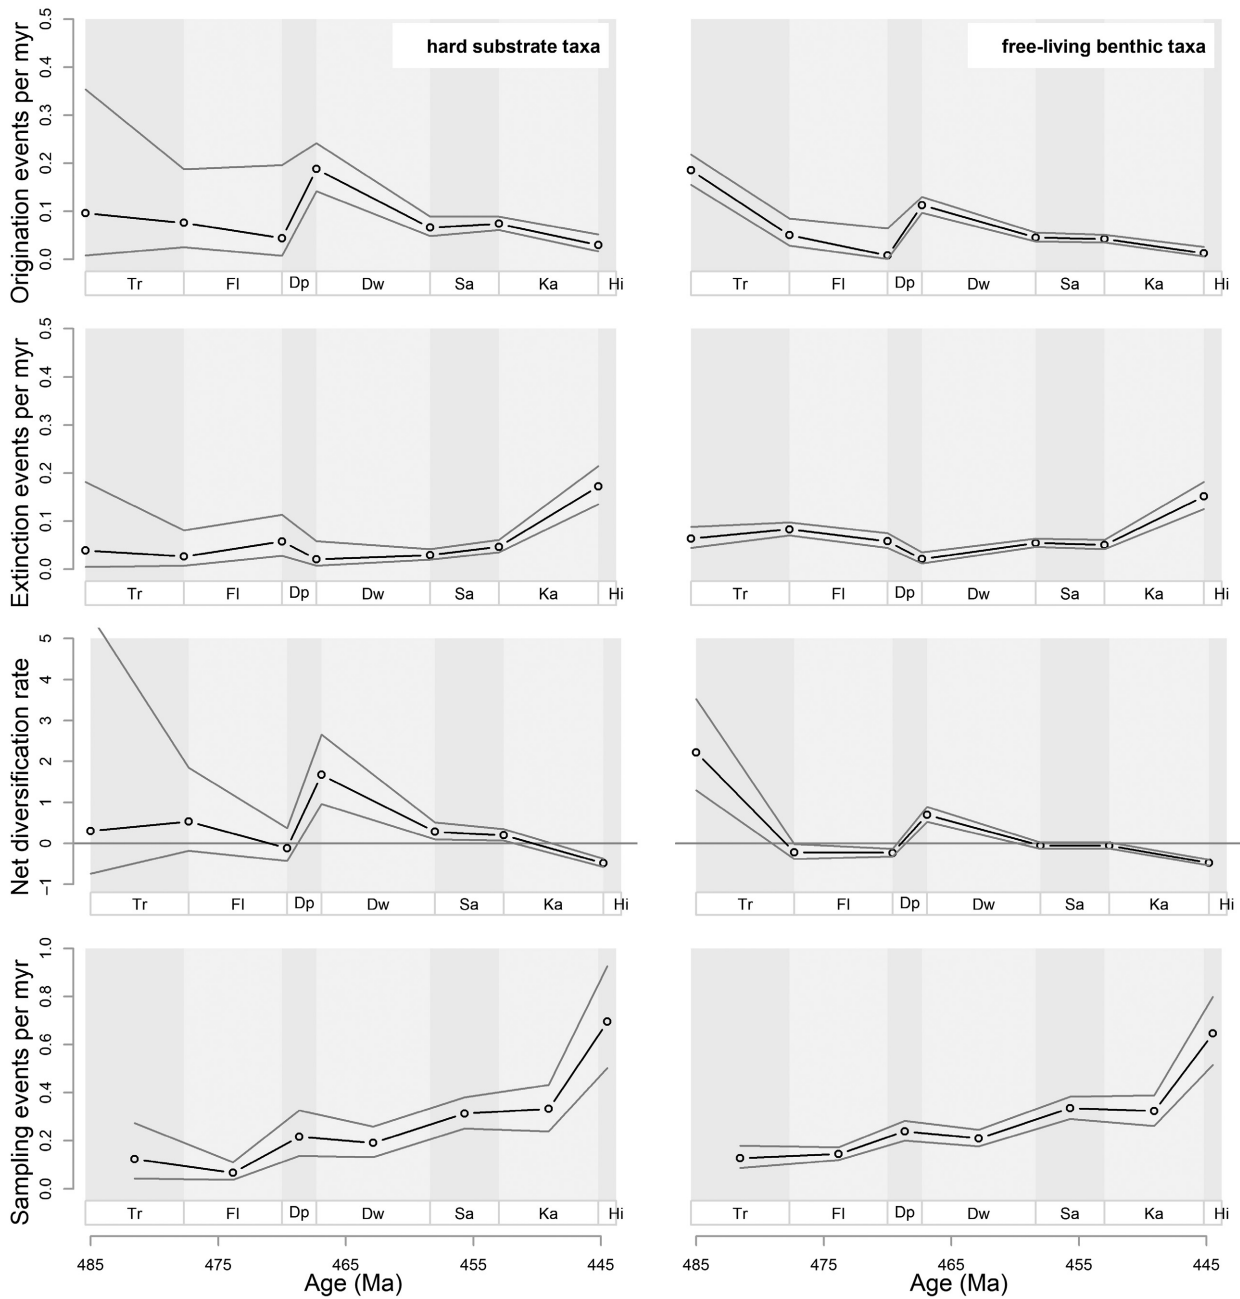 hard substrate taxa
free-living benthic taxa
Origination events per myr
0.5
0.4
0.3
0.2
0.1
0.0
Tr Fl Dp Dw Sa Ka Hi
Tr Fl Dp Dw Sa Ka Hi
Extinction events per myr
0.5
0.4
0.3
0.2
0.1
0.0
Tr Fl Dp Dw Sa Ka Hi
Tr Fl Dp Dw Sa Ka Hi
Net diversification rate
5
4
3
2
1
0
−1
Tr Fl Dp Dw Sa Ka Hi
Tr Fl Dp Dw Sa Ka Hi
Sampling events per myr
1.0
0.8
0.6
0.4
0.2
0.0
Tr Fl Dp Dw Sa Ka Hi
Tr Fl Dp Dw Sa Ka Hi
485 475 465 455 445
485 475 465 455 445
Age (Ma)
Age (Ma)